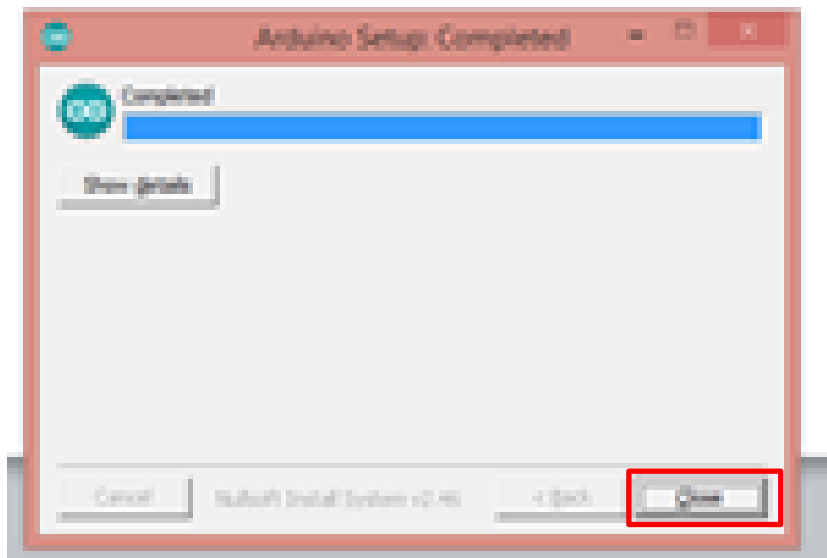 Arduino Setup: Completed
Completed
Show details
Cancel
Nullsoft Install System v2.46
< Back
Close